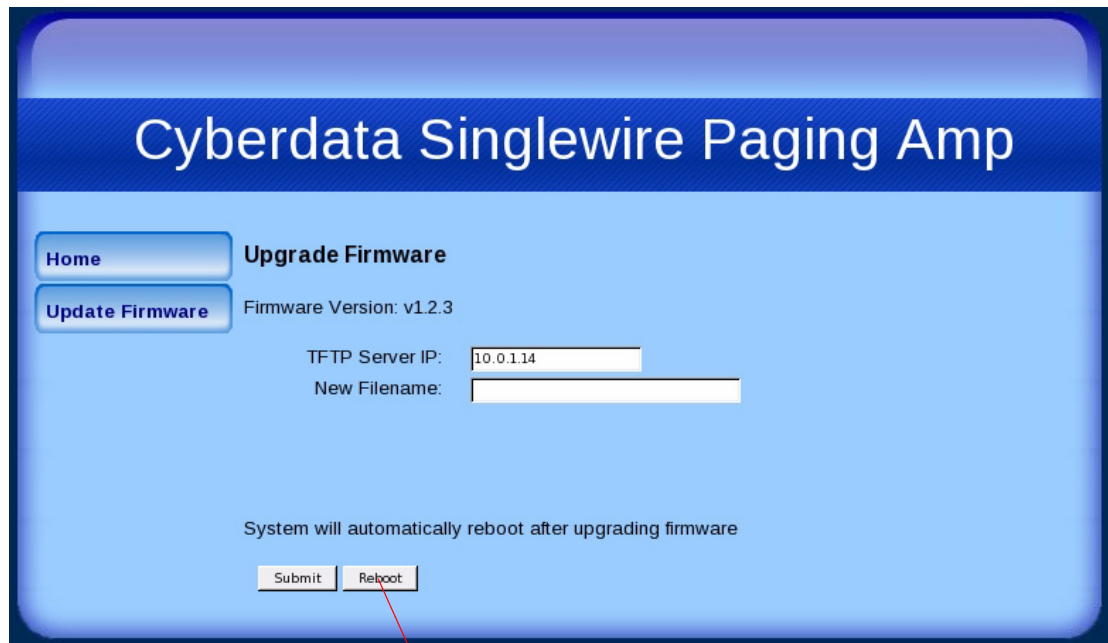 Cyberdata Singlewire Paging Amp
Home
Update Firmware
Upgrade Firmware
Firmware Version: v1.2.3
TFTP Server IP: 10.0.1.14
New Filename:
System will automatically reboot after upgrading firmware
Submit Reboot